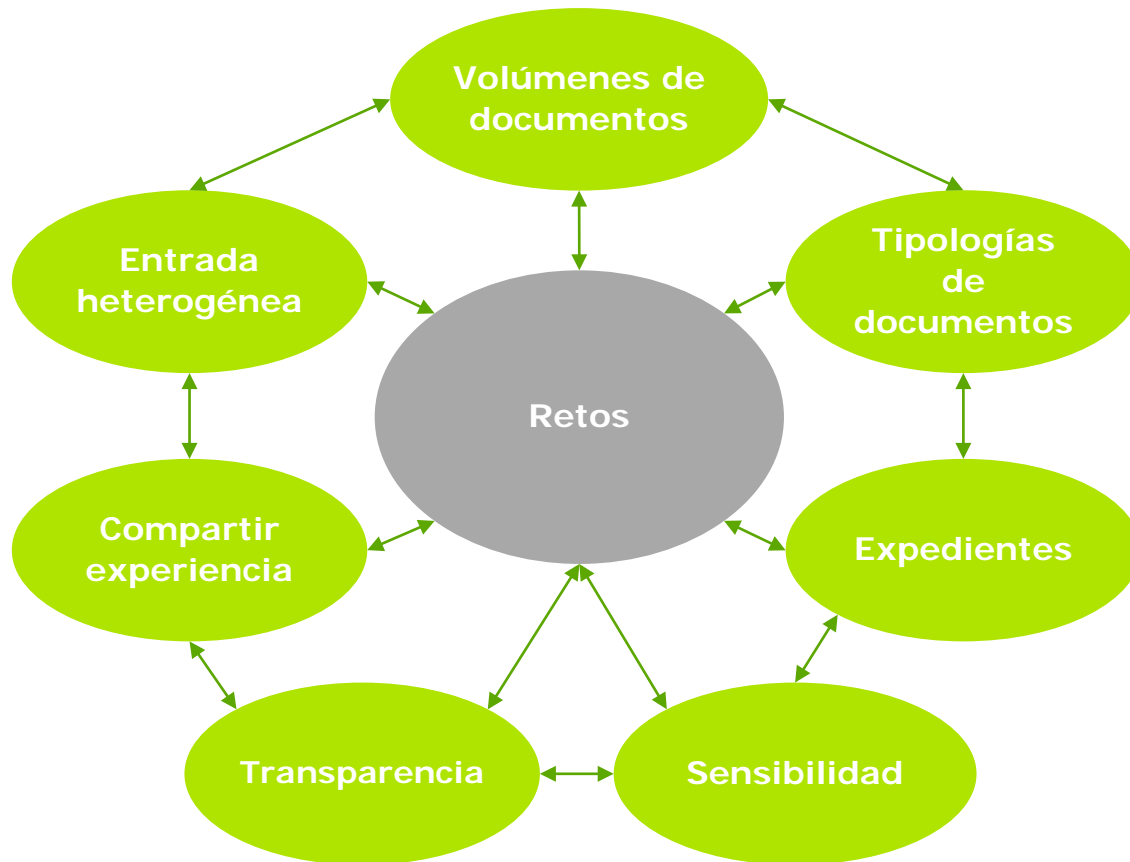 Volúmenes de
documentos
Entrada
heterogénea
Tipologías
de
documentos
Retos
Compartir
experiencia
Expedientes
Transparencia
Sensibilidad